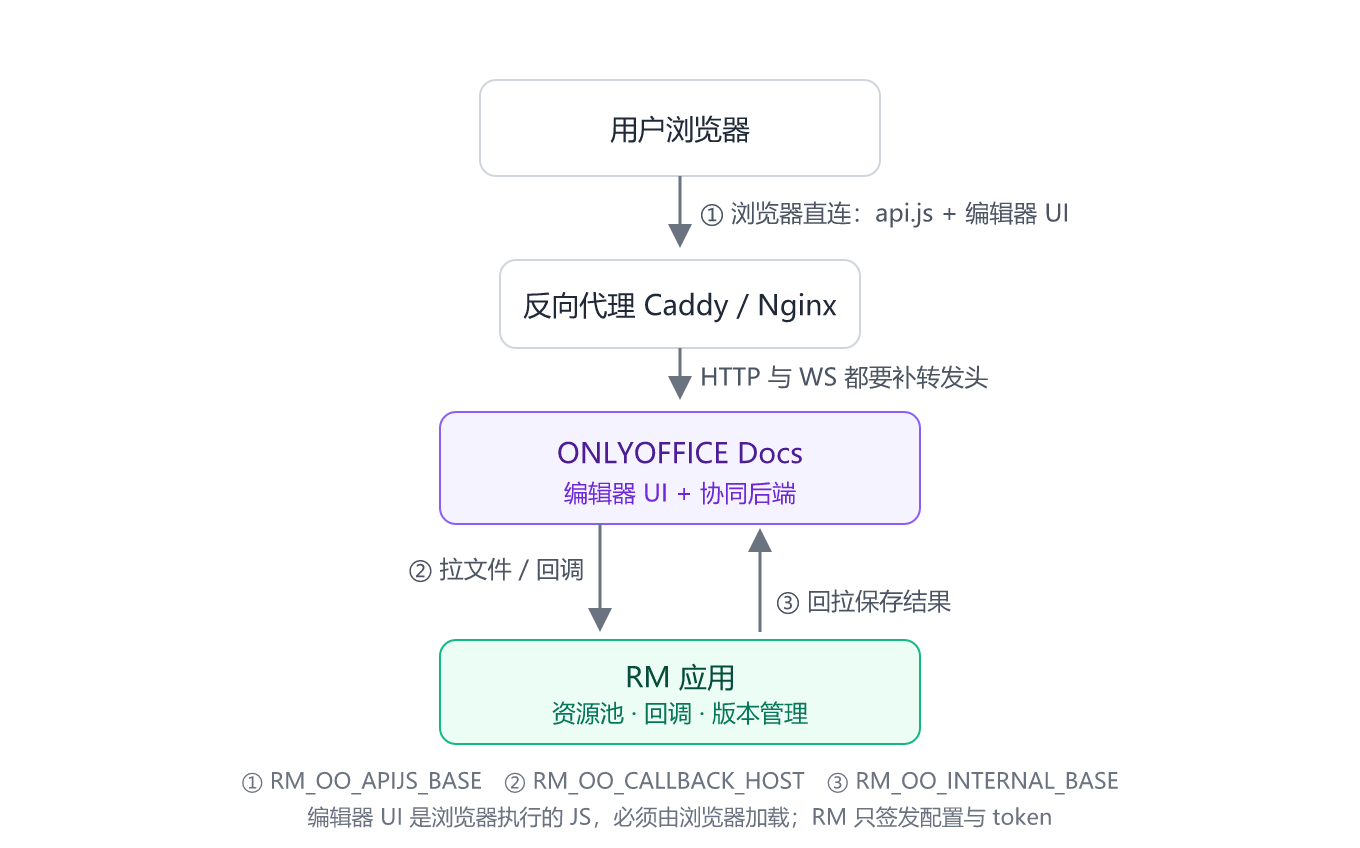 用户浏览器
① 浏览器直连：api.js + 编辑器 UI
反向代理 Caddy / Nginx
HTTP 与 WS 都要补转发头
ONLYOFFICE Docs
编辑器 UI + 协同后端
② 拉文件 / 回调
③ 回拉保存结果
RM 应用
资源池 · 回调 · 版本管理
① RM_OO_APIJS_BASE ② RM_OO_CALLBACK_HOST ③ RM_OO_INTERNAL_BASE
编辑器 UI 是浏览器执行的 JS，必须由浏览器加载；RM 只签发配置与 token